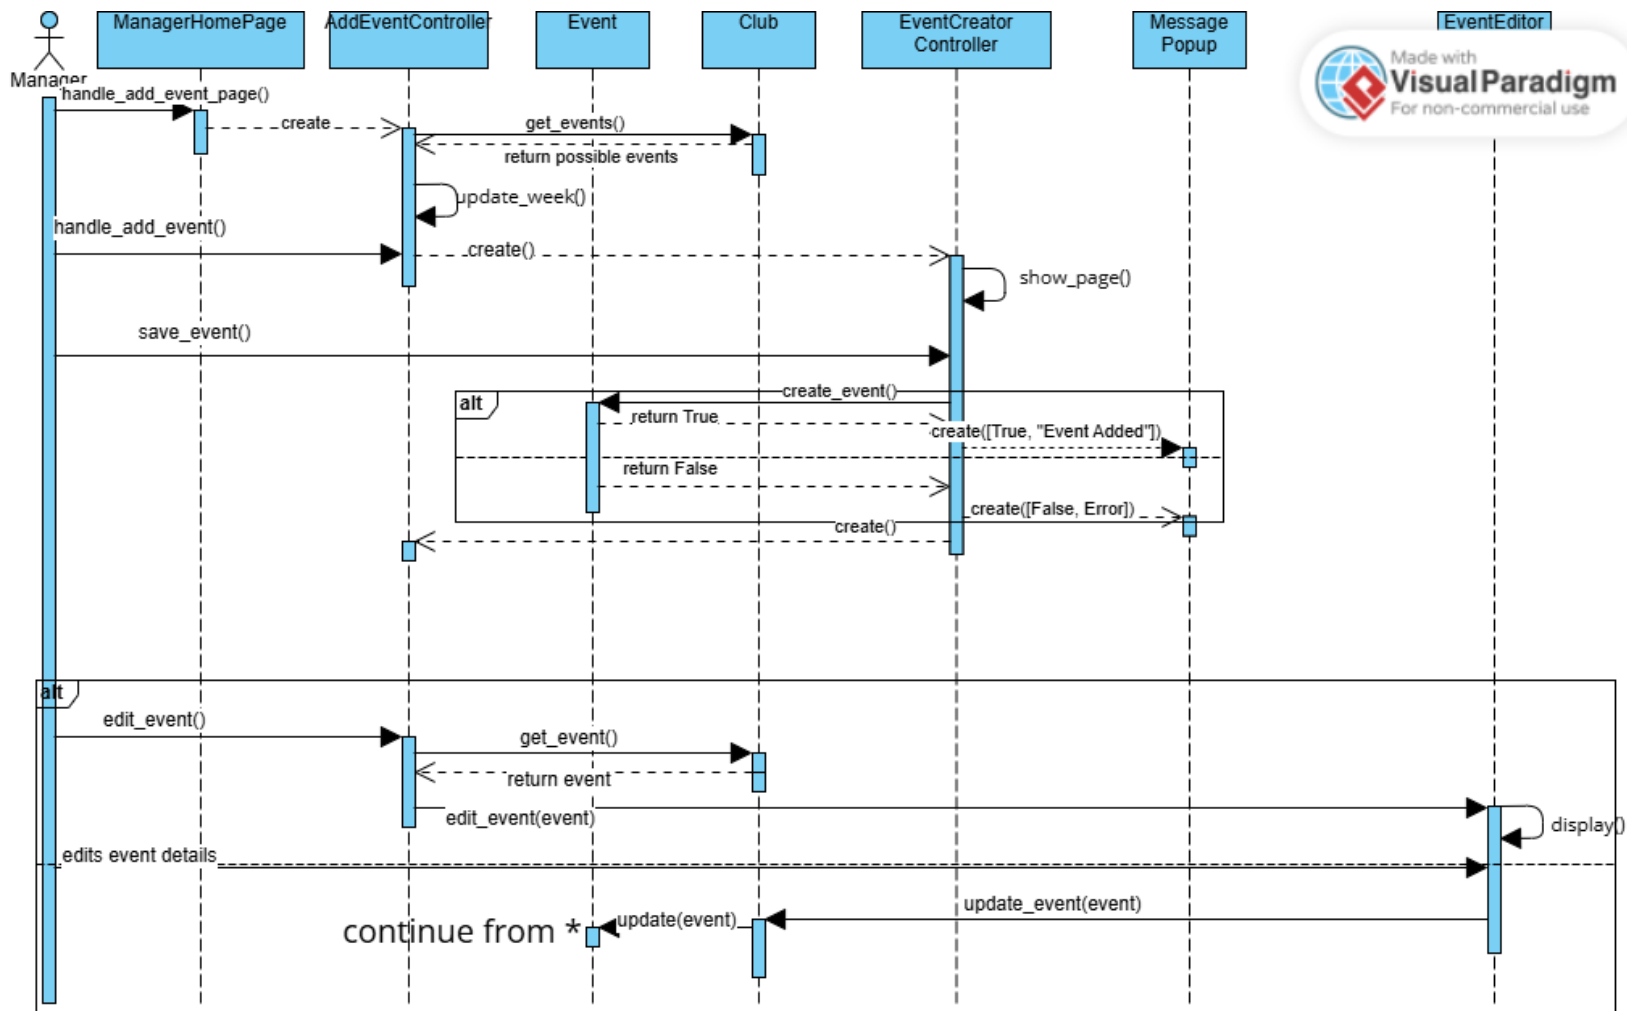 ManagerHomePage
AddEventController
Event
Club
EventCreator
Controller
Message
Popup
EventEditor
Made with
Visual Paradigm
For non-commercial use
Manager
handle_add_event_page()
create
get_events()
return possible events
update_week()
handle_add_event()
create()
show_page()
save_event()
alt
create_event()
return True
create([True, "Event Added"])
return False
create([False, Error])
create()
alt
edit_event()
get_event()
return event
edit_event(event)
display()
edits event details
update_event(event)
update(event)
continue from *